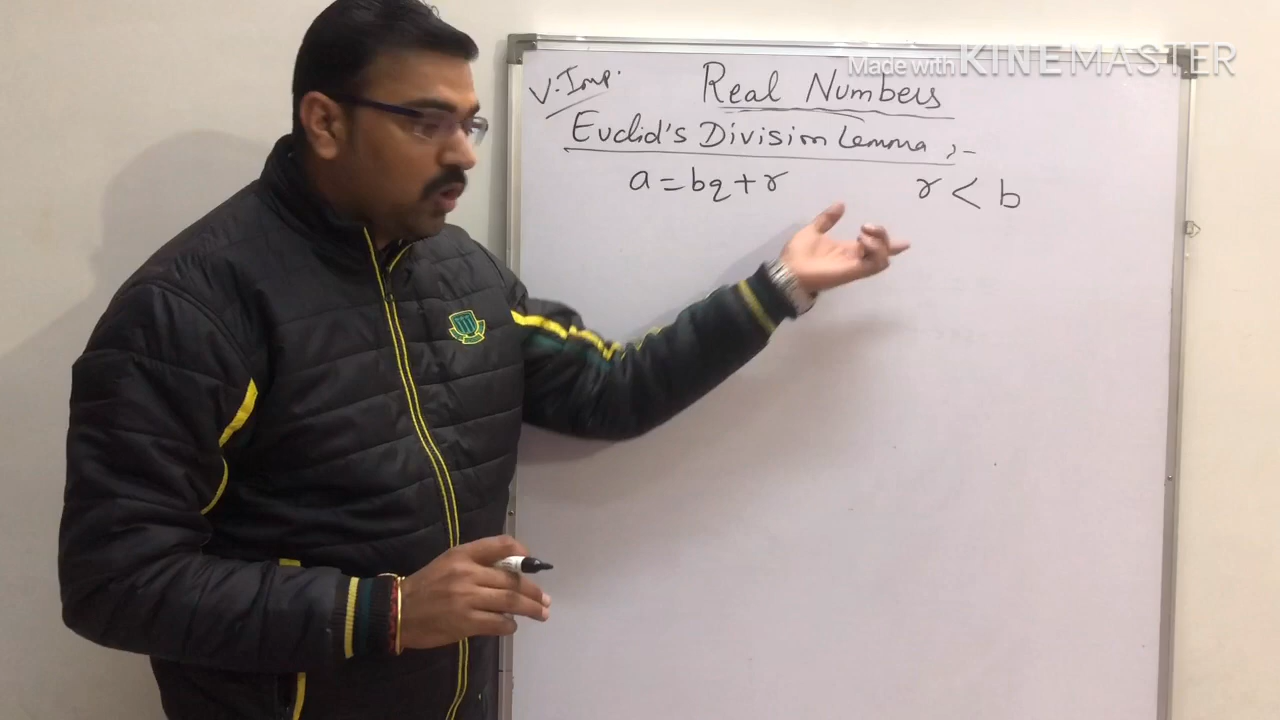 Made with KINEMASTER
V. Imp.
Real Numbers
Euclid's Division Lemma :-
a = bq + r r < b